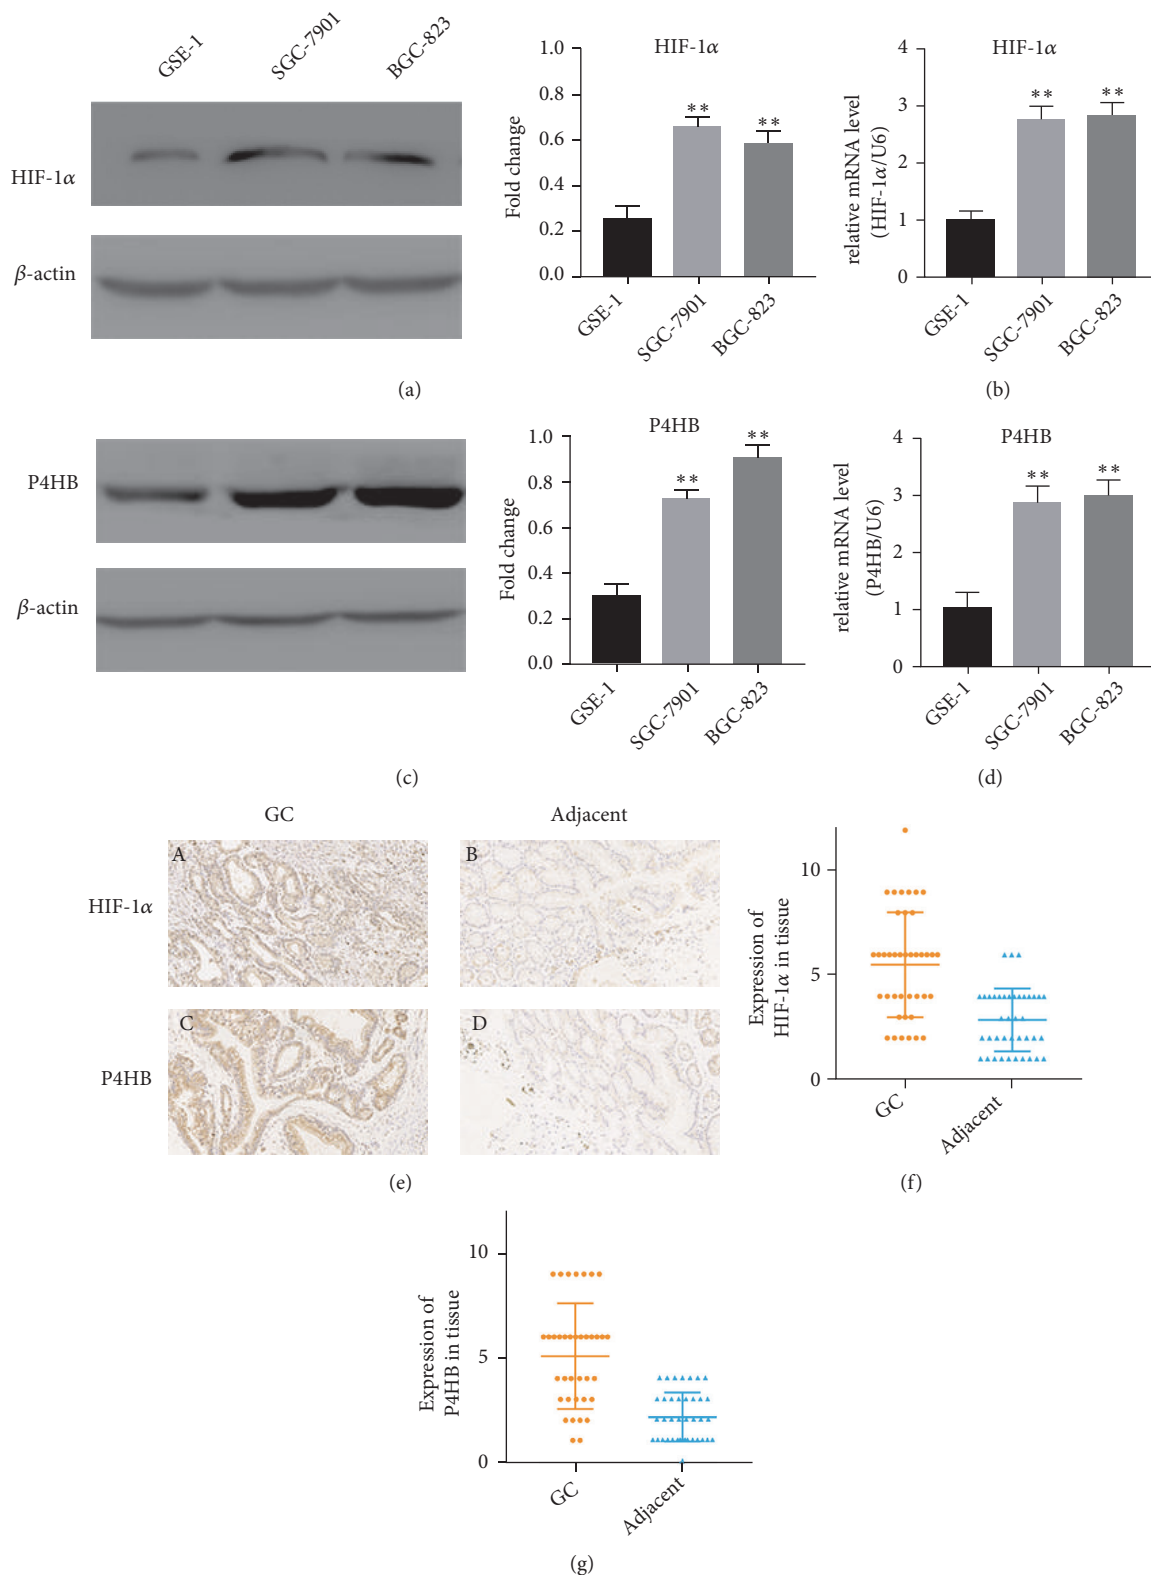 GSE-1
SGC-7901
BGC-823
HIF-1α
β-actin
HIF-1α
Fold change
1.0
0.8
0.6
0.4
0.2
0.0
**
**
GSE-1
SGC-7901
BGC-823
(a)
HIF-1α
relative mRNA level
(HIF-1α/U6)
4
3
2
1
0
**
**
GSE-1
SGC-7901
BGC-823
(b)
P4HB
β-actin
P4HB
Fold change
1.0
0.8
0.6
0.4
0.2
0.0
**
**
GSE-1
SGC-7901
BGC-823
(c)
P4HB
relative mRNA level
(P4HB/U6)
4
3
2
1
0
**
**
GSE-1
SGC-7901
BGC-823
(d)
GC
Adjacent
HIF-1α
A
B
P4HB
C
D
(e)
Expression of
HIF-1α in tissue
10
5
0
GC
Adjacent
(f)
Expression of
P4HB in tissue
10
5
0
GC
Adjacent
(g)